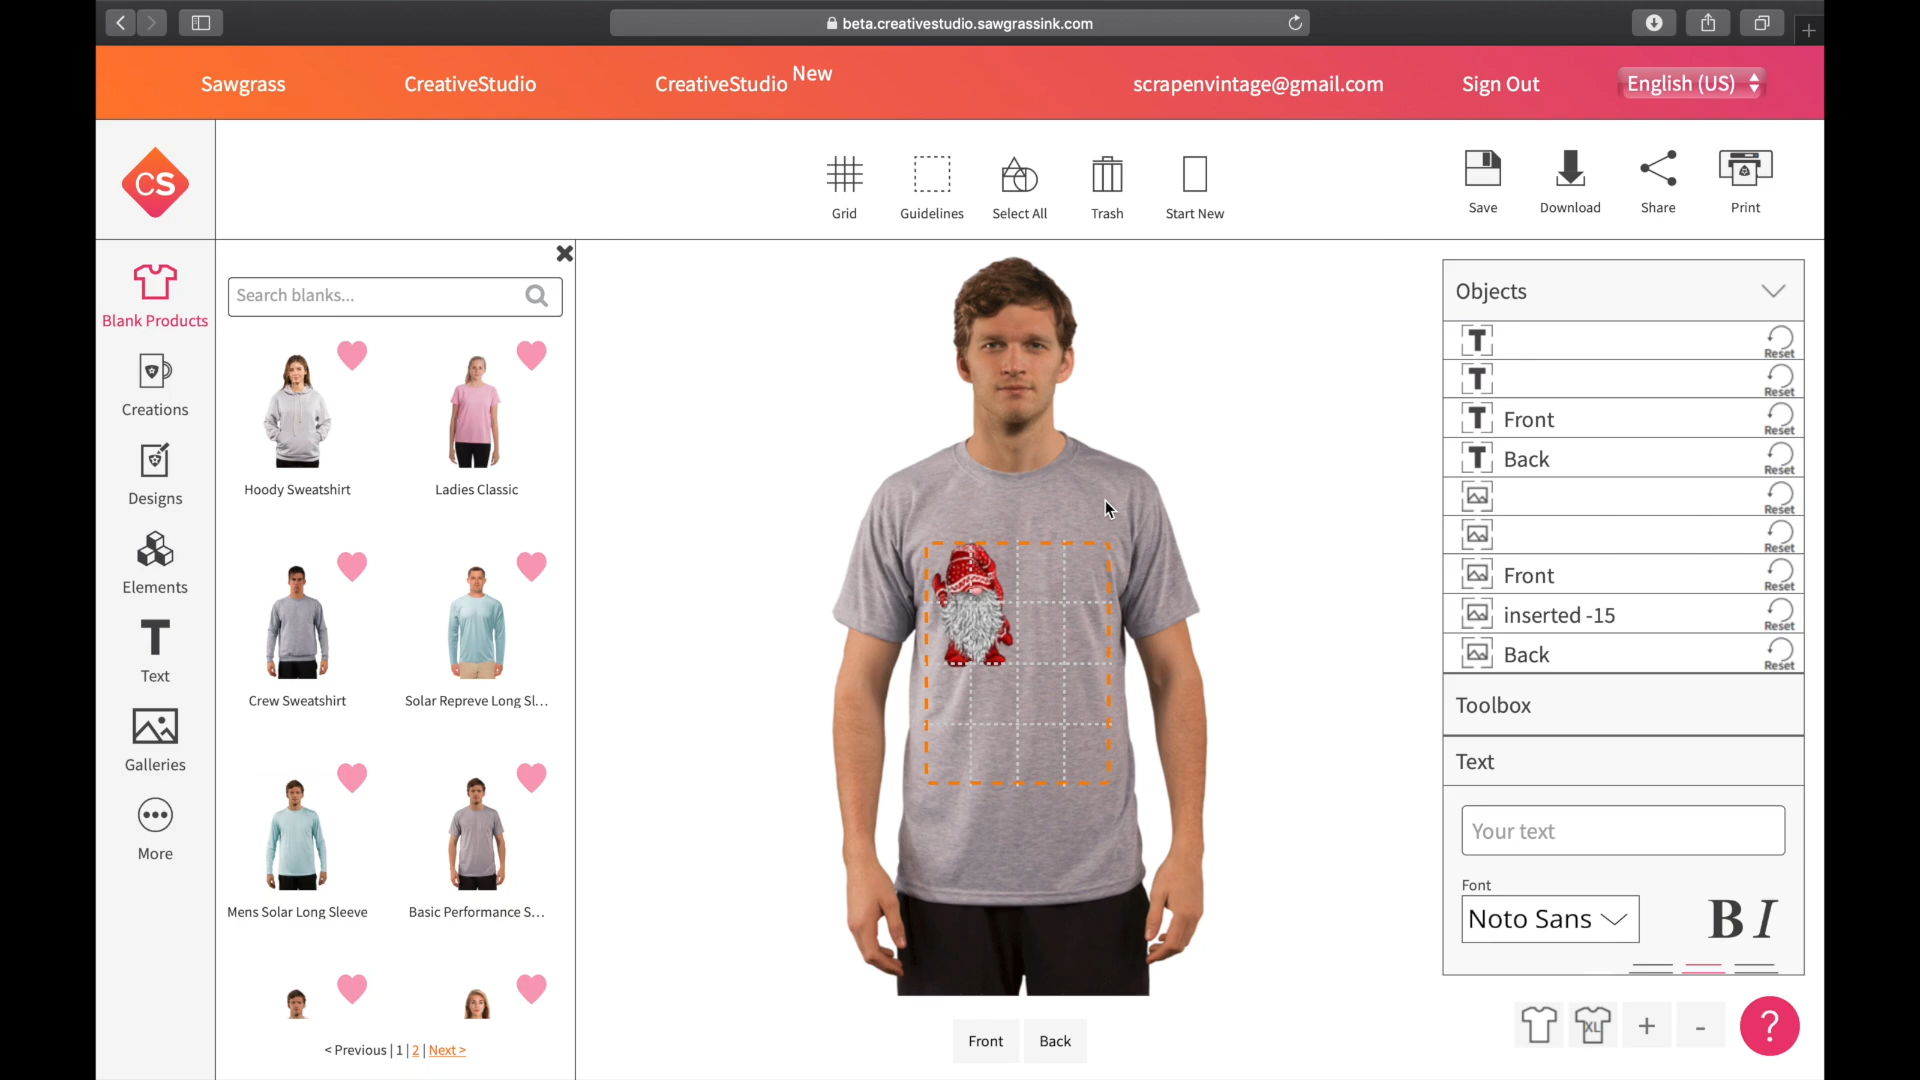 beta.creativestudio.sawgrassink.com
Sawgrass
CreativeStudio
CreativeStudio New
scrapenvintage@gmail.com
Sign Out
English (US)
CS
Grid
Guidelines
Select All
Trash
Start New
Save
Download
Share
Print
Blank Products
Creations
Designs
Elements
T
Text
Galleries
More
Search blanks...
Hoody Sweatshirt
Ladies Classic
Crew Sweatshirt
Solar Repreve Long Sl...
Mens Solar Long Sleeve
Basic Performance S...
< Previous | 1 | 2 | Next >
Front
Back
Objects
T Reset
T Reset
T Front Reset
T Back Reset
Reset
Reset
Front Reset
inserted -15 Reset
Back Reset
Toolbox
Text
Your text
Font
Noto Sans
B I
XL
+
-
?